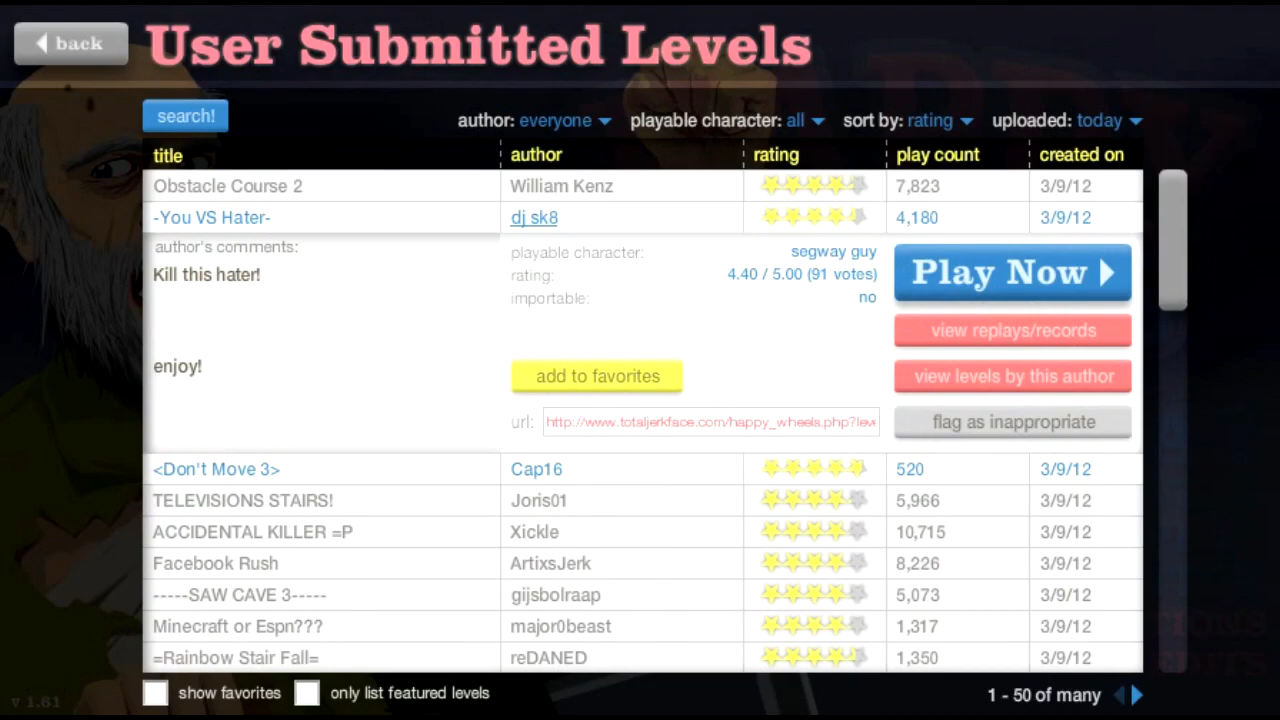 back
User Submitted Levels
search!
author: everyone playable character: all sort by: rating uploaded: today
title author rating play count created on
Obstacle Course 2 William Kenz 7,823 3/9/12
-You VS Hater- dj sk8 4,180 3/9/12
author's comments:
Kill this hater!
enjoy!
playable character: segway guy
rating: 4.40 / 5.00 (91 votes)
importable: no
add to favorites
url: http://www.totaljerkface.com/happy_wheels.php?leve
Play Now
view replays/records
view levels by this author
flag as inappropriate
<Don't Move 3> Cap16 520 3/9/12
TELEVISIONS STAIRS! Joris01 5,966 3/9/12
ACCIDENTAL KILLER =P Xickle 10,715 3/9/12
Facebook Rush ArtixsJerk 8,226 3/9/12
-----SAW CAVE 3----- gijsbolraap 5,073 3/9/12
Minecraft or Espn??? major0beast 1,317 3/9/12
=Rainbow Stair Fall= reDANED 1,350 3/9/12
show favorites only list featured levels
1 - 50 of many
v 1.61